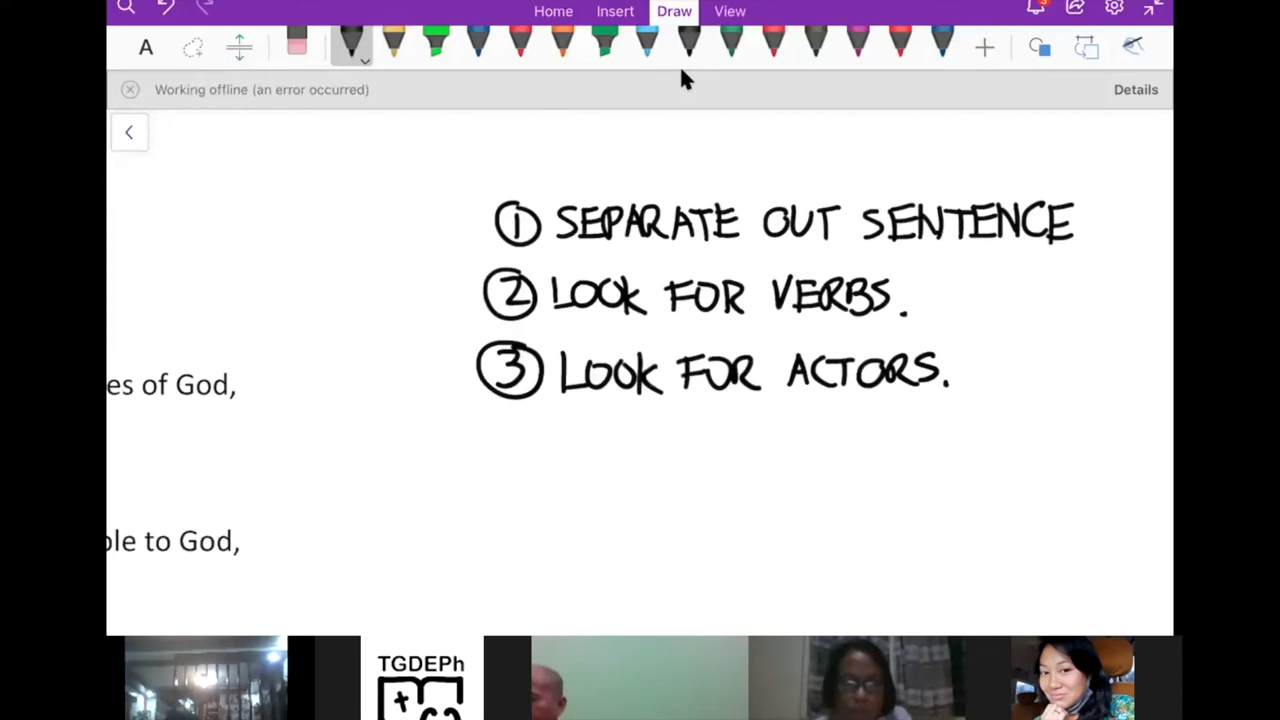 Home Insert Draw View
A
Working offline (an error occurred) Details
① SEPARATE OUT SENTENCE
② LOOK FOR VERBS.
③ LOOK FOR ACTORS.
es of God,
ble to God,
TGDEPh